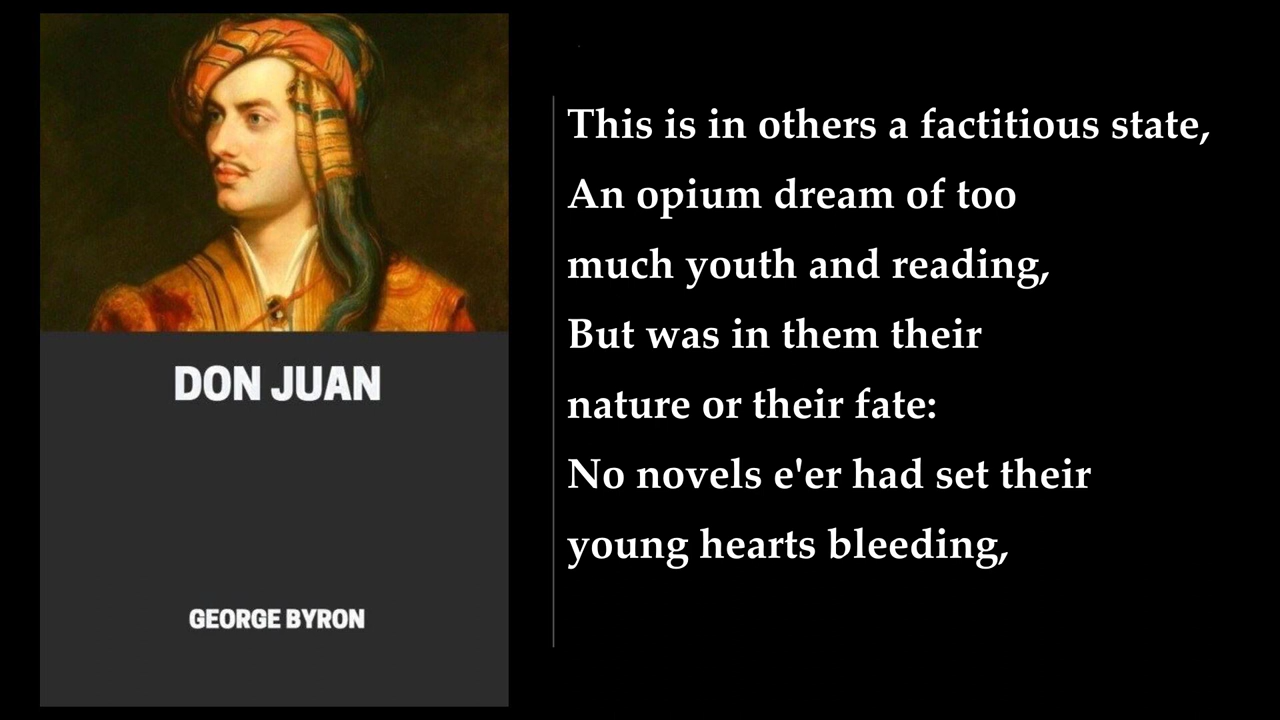 DON JUAN
GEORGE BYRON
This is in others a factitious state,
An opium dream of too
much youth and reading,
But was in them their
nature or their fate:
No novels e'er had set their
young hearts bleeding,